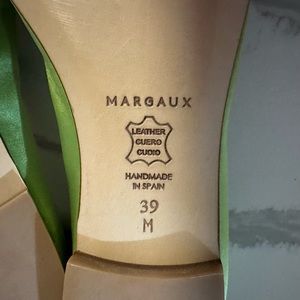 MARGAUX
LEATHER
CUERO
CUOIO
HANDMADE
IN SPAIN
39
M